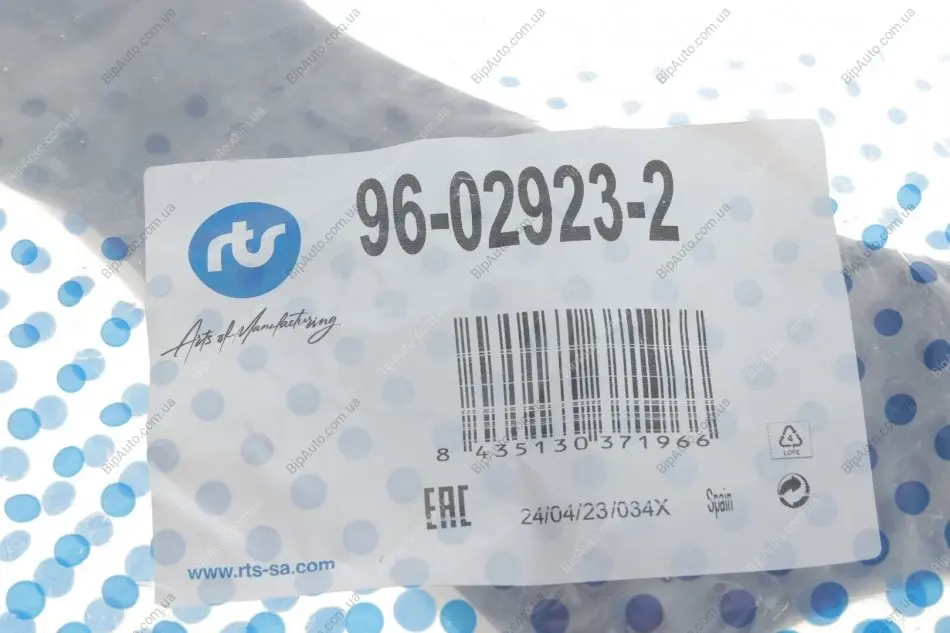 rts
96-02923-2
Arts of Manufacturing
8 435130 371966
4
LDPE
EAC
24/04/23/034X
Spain
www.rts-sa.com
BipAuto.com.ua